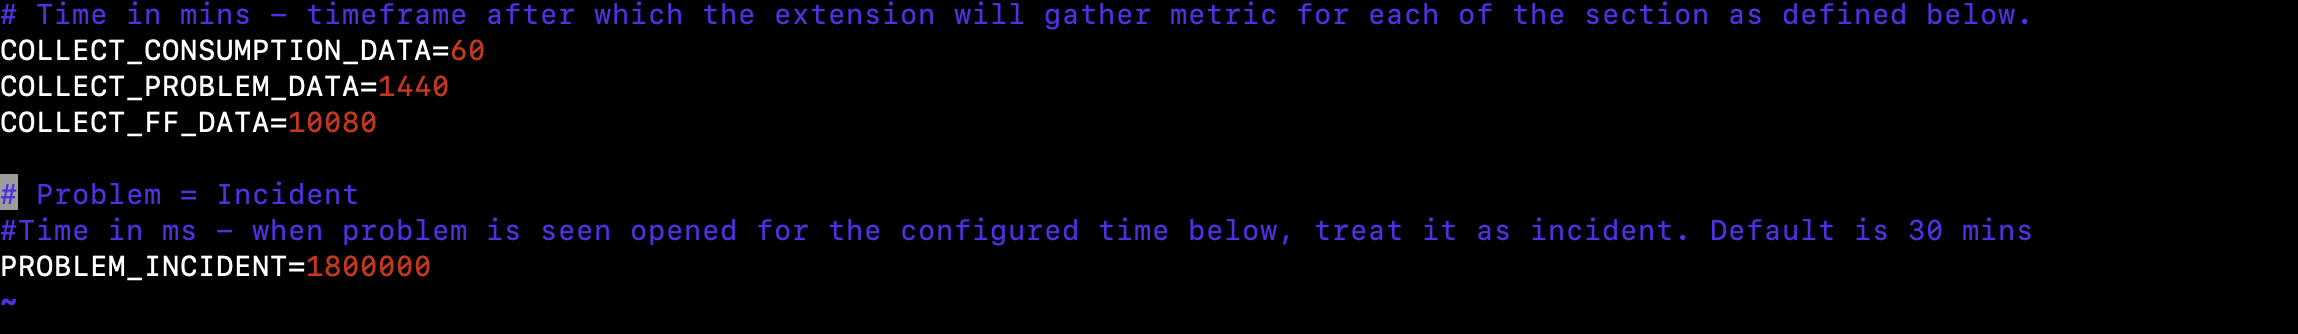 # Time in mins – timeframe after which the extension will gather metric for each of the section as defined below.
COLLECT_CONSUMPTION_DATA=60
COLLECT_PROBLEM_DATA=1440
COLLECT_FF_DATA=10080
# Problem = Incident
#Time in ms – when problem is seen opened for the configured time below, treat it as incident. Default is 30 mins
PROBLEM_INCIDENT=1800000
~